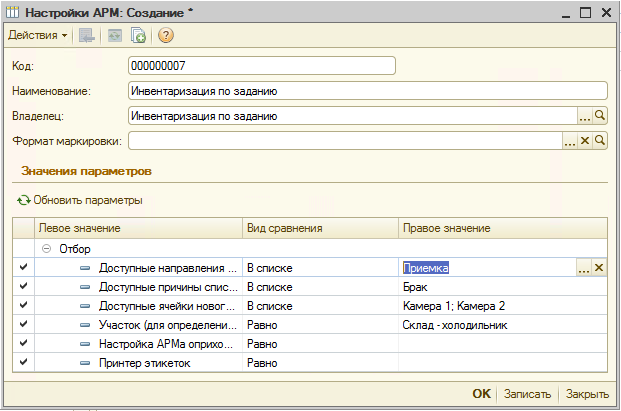 Настройки АРМ: Создание *
Действия
Код: 000000007
Наименование: Инвентаризация по заданию
Владелец: Инвентаризация по заданию ...
Формат маркировки: ...
Значения параметров
Обновить параметры
Левое значение Вид сравнения Правое значение
Отбор
Доступные направления ... В списке Приемка ...
Доступные причины спис... В списке Брак
Доступные ячейки новог... В списке Камера 1; Камера 2
Участок (для определени... Равно Склад - холодильник
Настройка АРМа оприхо... Равно
Принтер этикеток Равно
OK Записать Закрыть